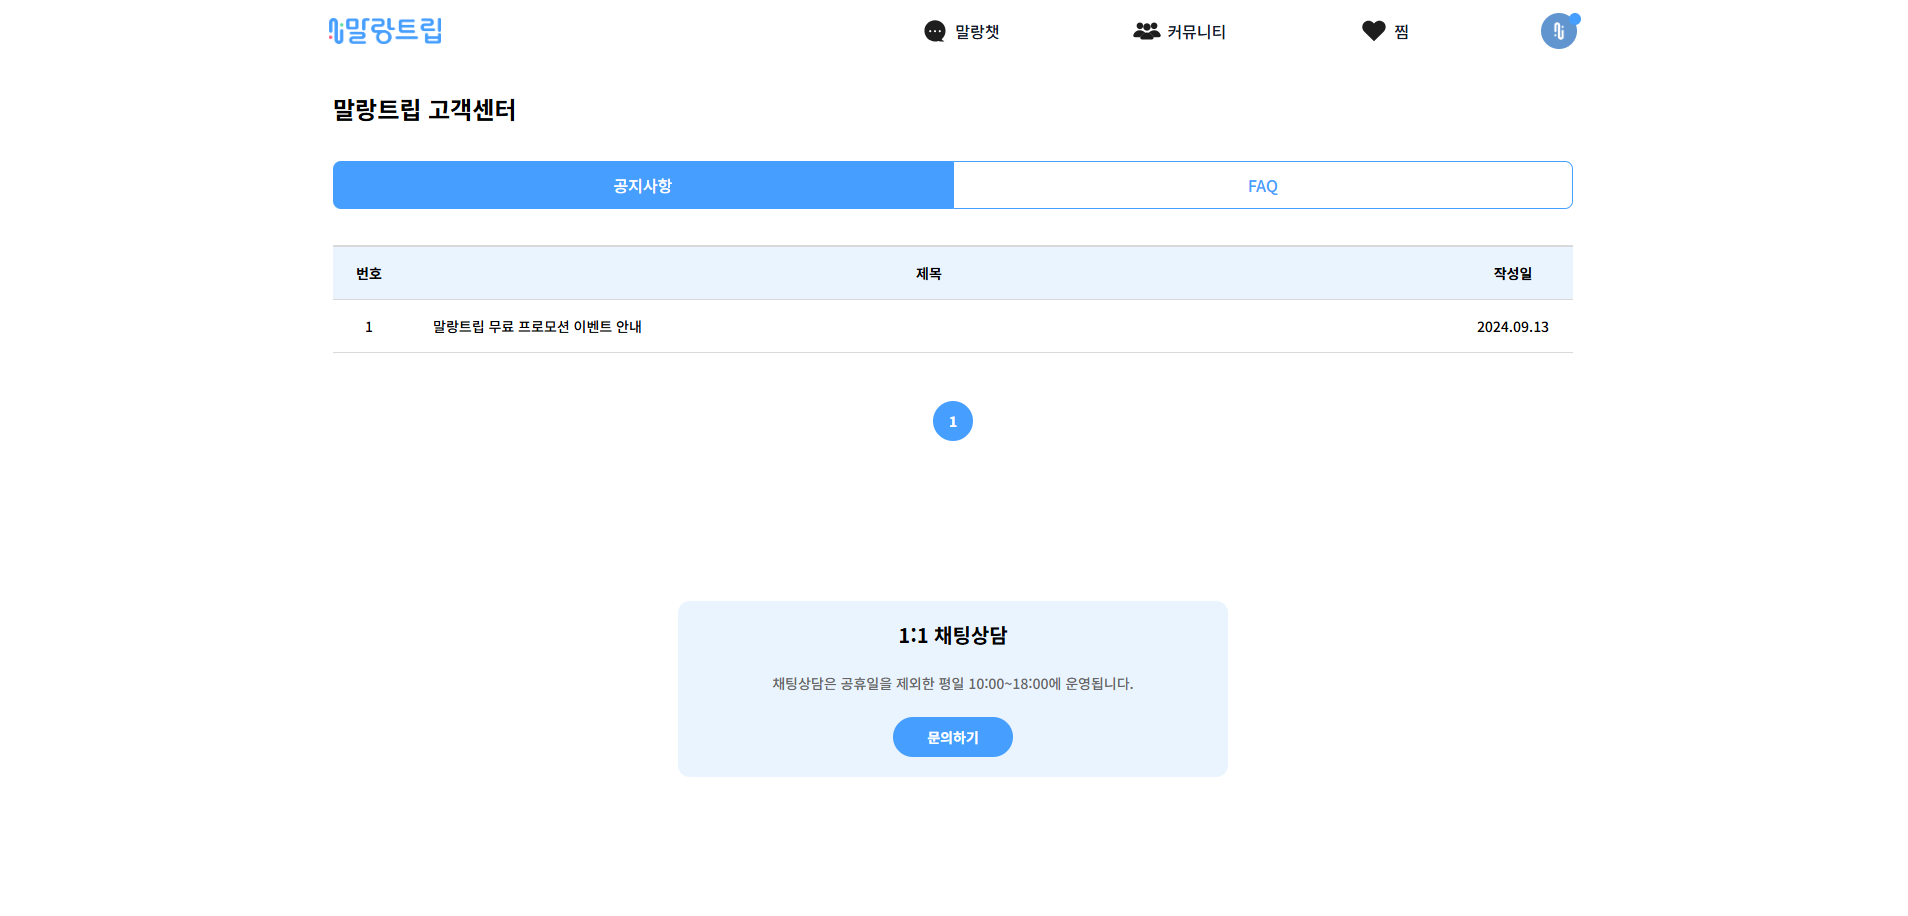 말랑트립 말랑챗 커뮤니티 찜
말랑트립 고객센터
공지사항 FAQ
번호 제목 작성일
1 말랑트립 무료 프로모션 이벤트 안내 2024.09.13
1
1:1 채팅상담
채팅상담은 공휴일을 제외한 평일 10:00~18:00에 운영됩니다.
문의하기